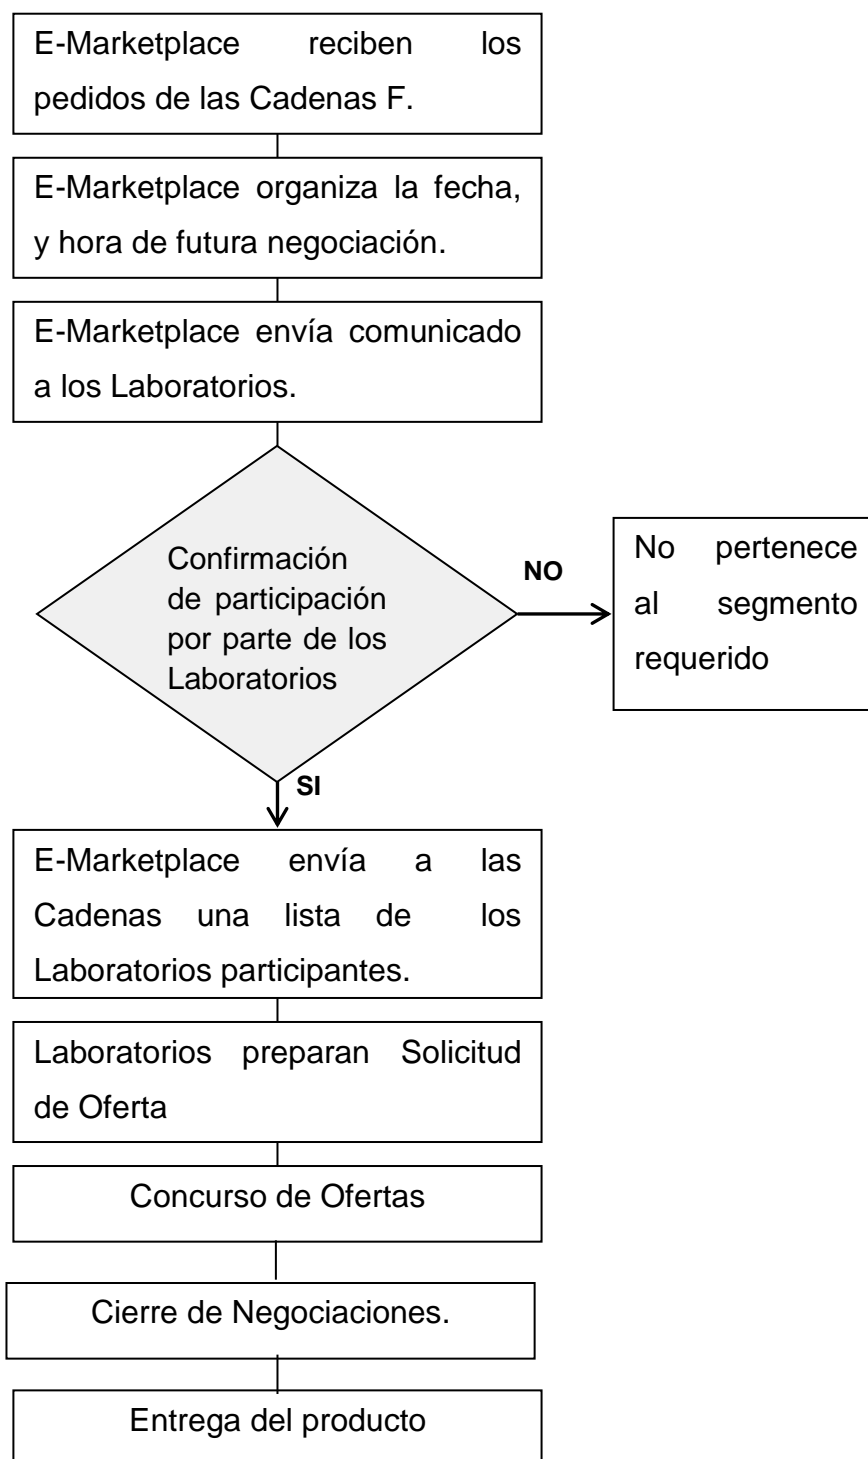 E-Marketplace reciben los
pedidos de las Cadenas F.
E-Marketplace organiza la fecha,
y hora de futura negociación.
E-Marketplace envía comunicado
a los Laboratorios.
Confirmación
de participación
por parte de los
Laboratorios
NO
No pertenece
al segmento
requerido
SI
E-Marketplace envía a las
Cadenas una lista de los
Laboratorios participantes.
Laboratorios preparan Solicitud
de Oferta
Concurso de Ofertas
Cierre de Negociaciones.
Entrega del producto